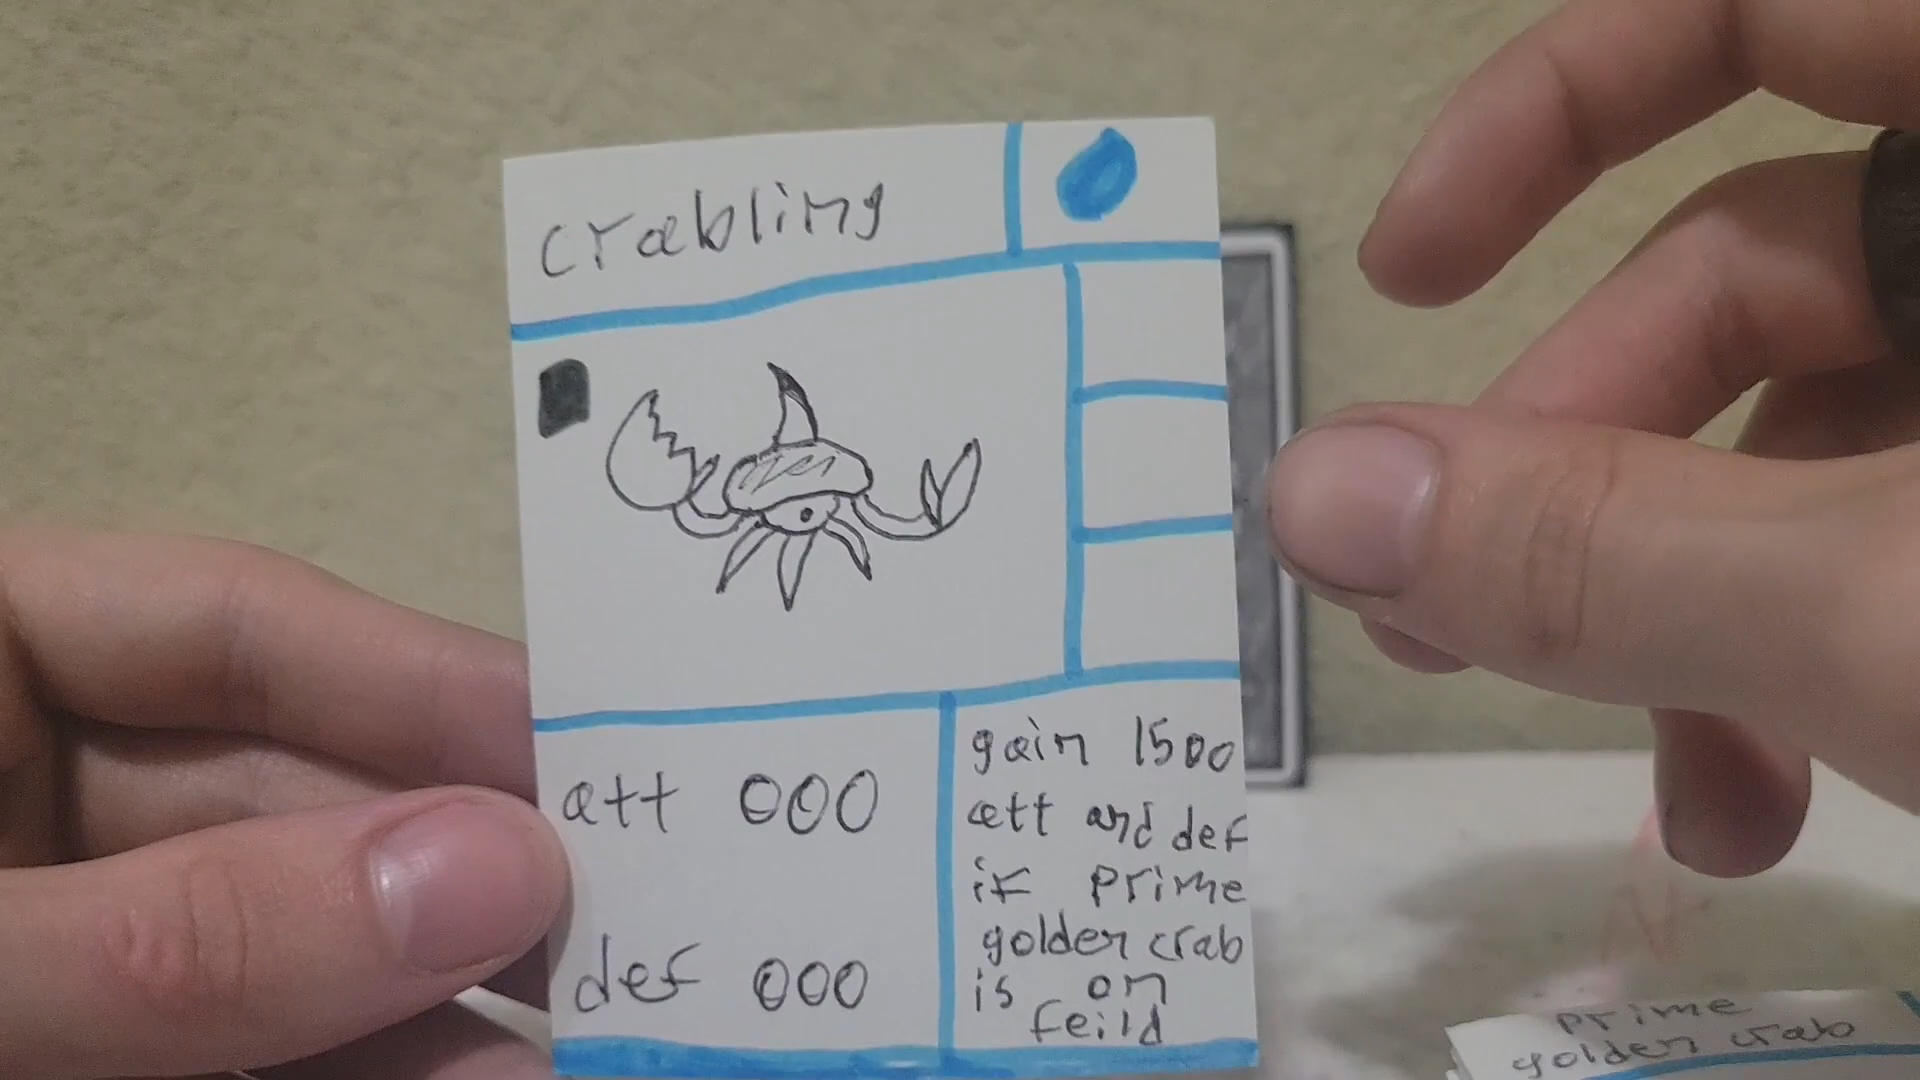 crabling
att 000
def 000
gain 1500
att and def
if prime
golden crab
is on
feild
prime
golden crab